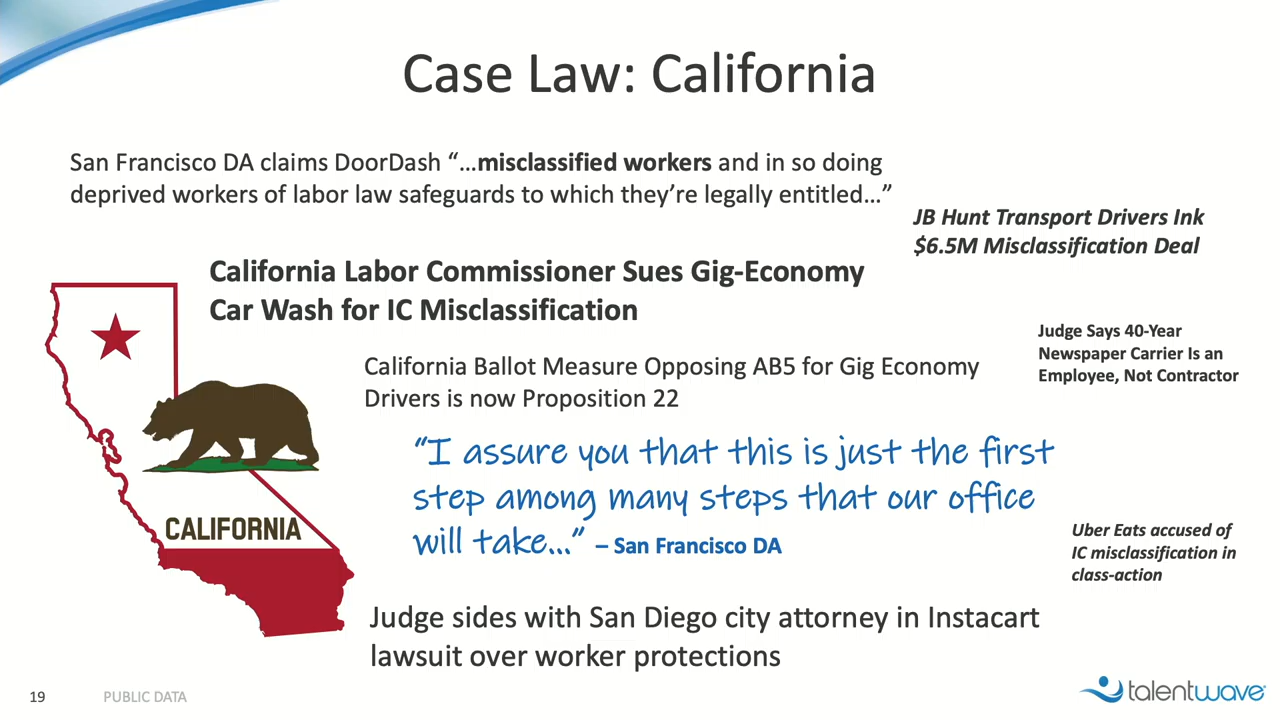 Case Law: California
San Francisco DA claims DoorDash “…misclassified workers and in so doing
deprived workers of labor law safeguards to which they’re legally entitled…”
JB Hunt Transport Drivers Ink
$6.5M Misclassification Deal
California Labor Commissioner Sues Gig-Economy
Car Wash for IC Misclassification
Judge Says 40-Year
Newspaper Carrier Is an
Employee, Not Contractor
California Ballot Measure Opposing AB5 for Gig Economy
Drivers is now Proposition 22
“I assure you that this is just the first
step among many steps that our office
will take…” – San Francisco DA
CALIFORNIA
Uber Eats accused of
IC misclassification in
class-action
Judge sides with San Diego city attorney in Instacart
lawsuit over worker protections
19 PUBLIC DATA
talentwave